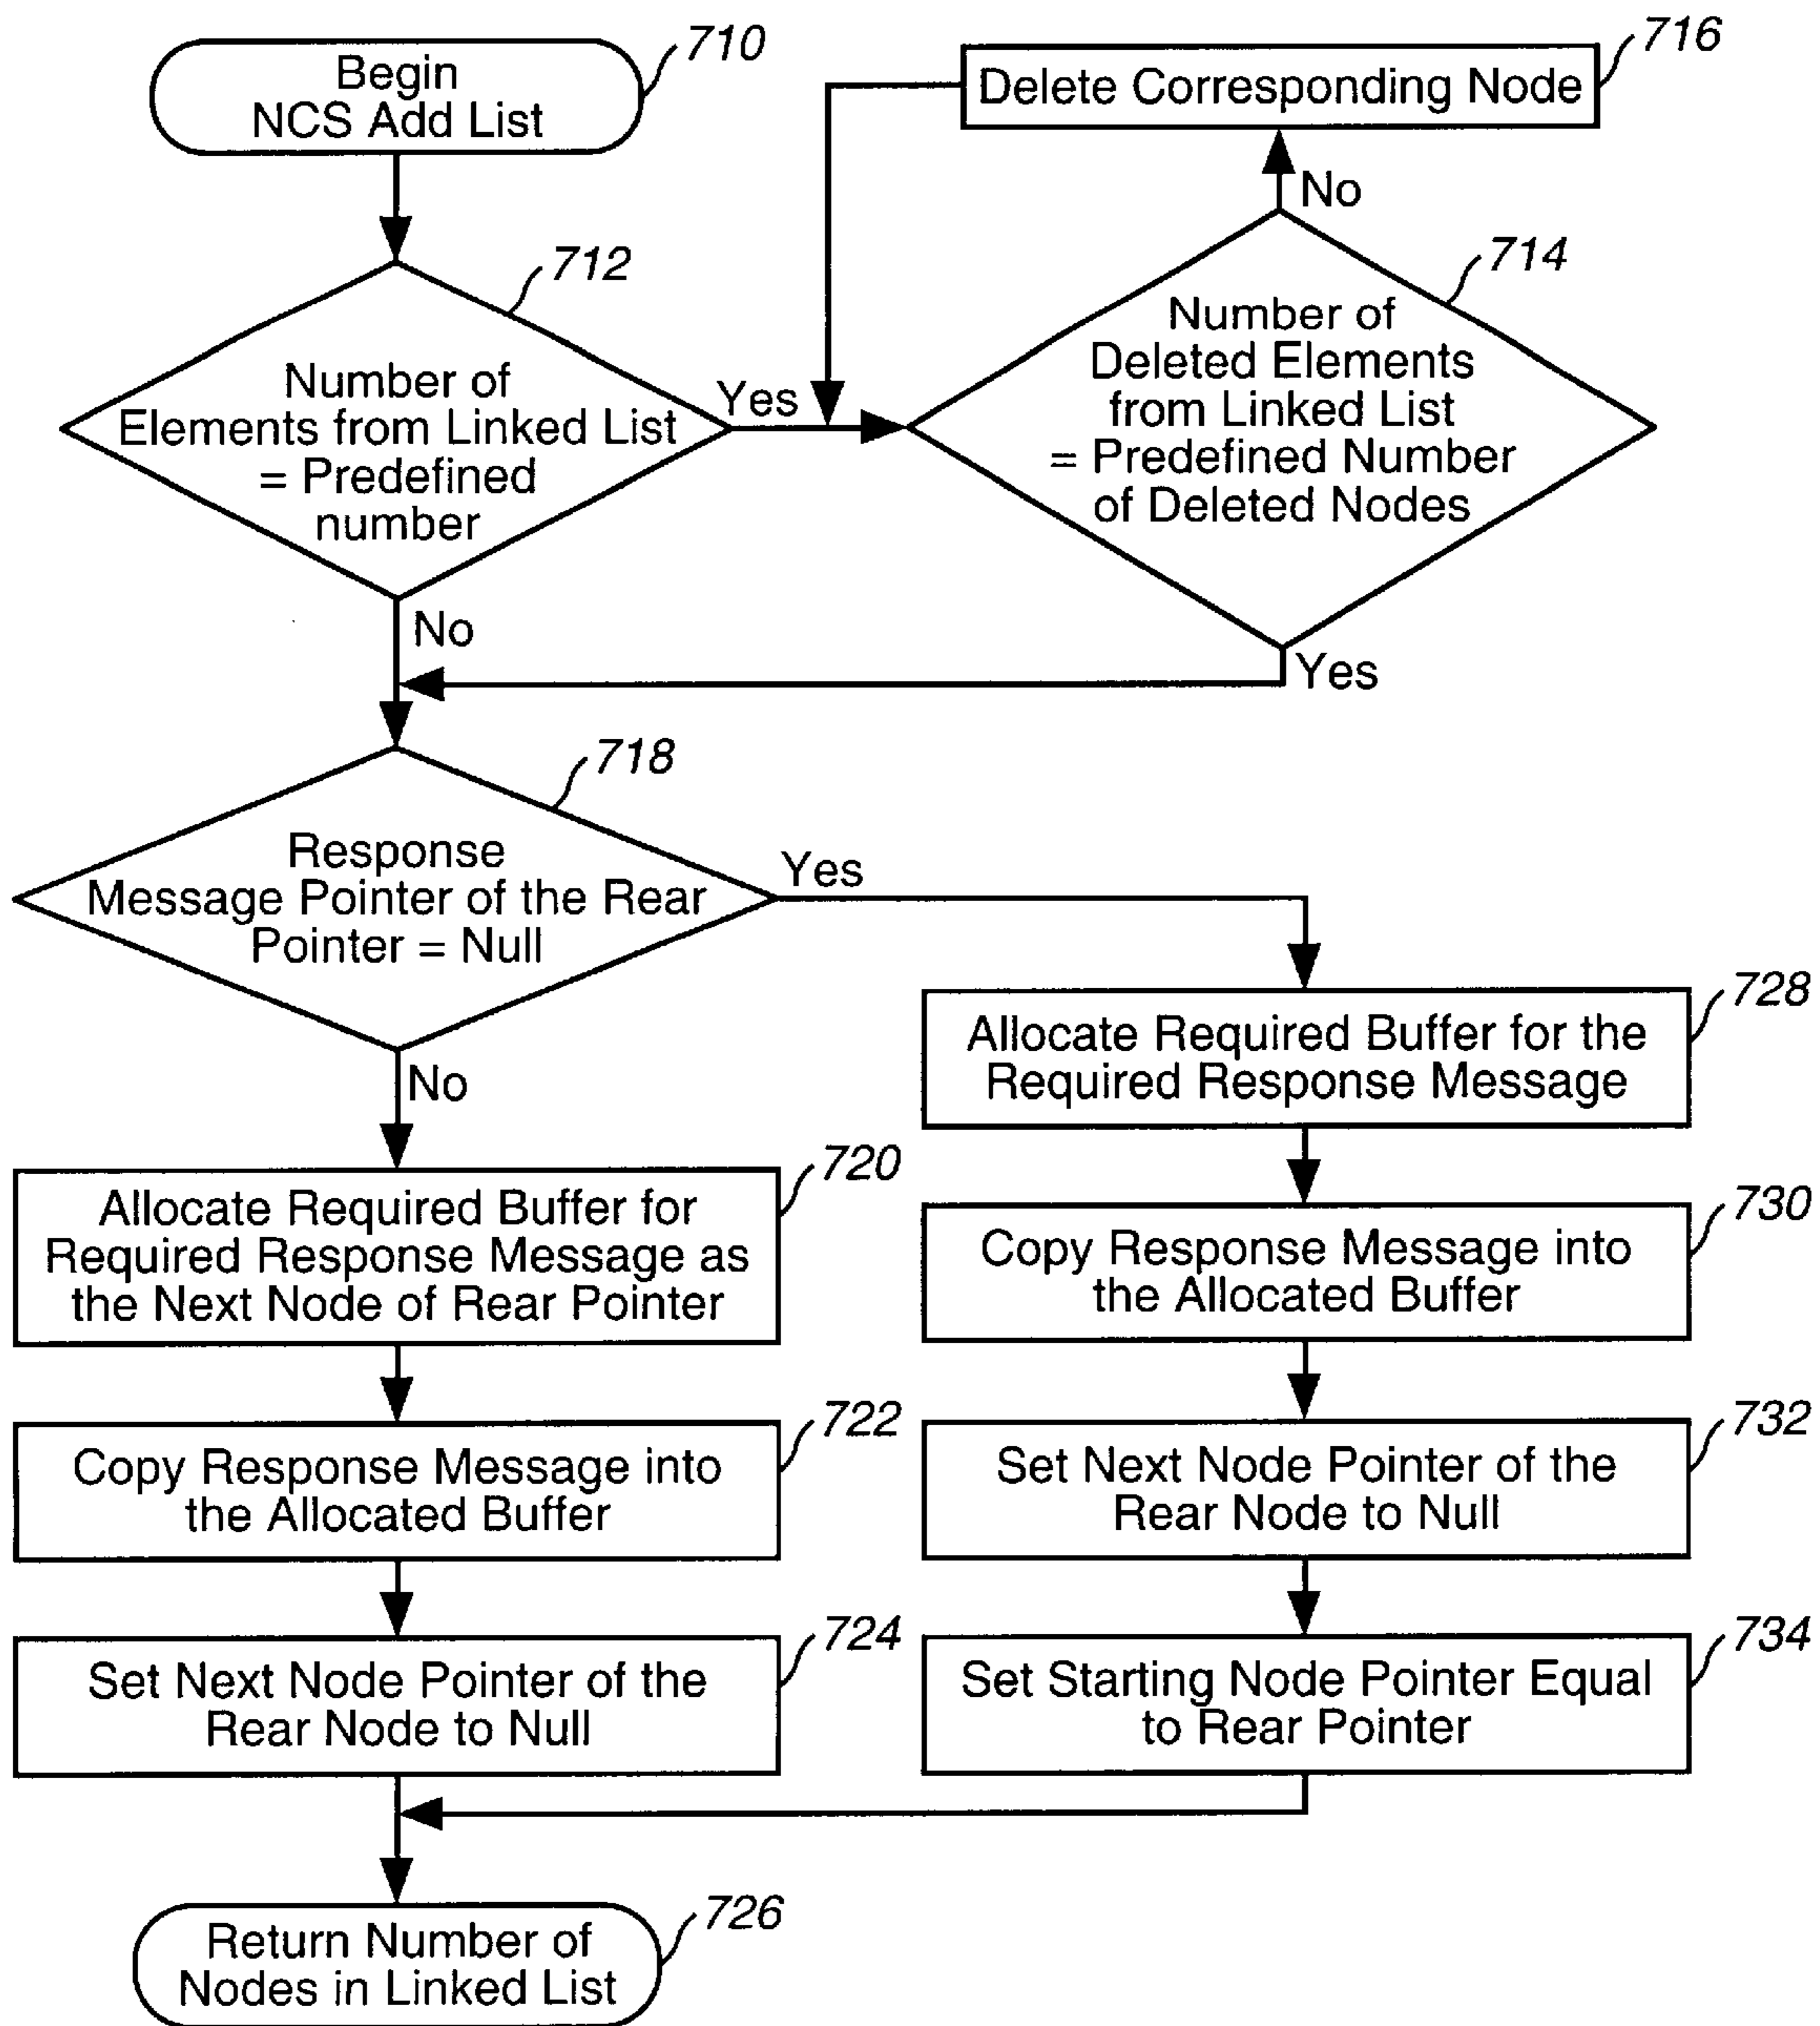 710
Begin
NCS Add List
716
Delete Corresponding Node
No
712
Number of
Elements from Linked List
= Predefined
number
Yes
714
Number of
Deleted Elements
from Linked List
= Predefined Number
of Deleted Nodes
No
Yes
718
Response
Message Pointer of the Rear
Pointer = Null
Yes
No
728
Allocate Required Buffer for the
Required Response Message
720
Allocate Required Buffer for
Required Response Message as
the Next Node of Rear Pointer
730
Copy Response Message into
the Allocated Buffer
722
Copy Response Message into
the Allocated Buffer
732
Set Next Node Pointer of the
Rear Node to Null
724
Set Next Node Pointer of the
Rear Node to Null
734
Set Starting Node Pointer Equal
to Rear Pointer
726
Return Number of
Nodes in Linked List